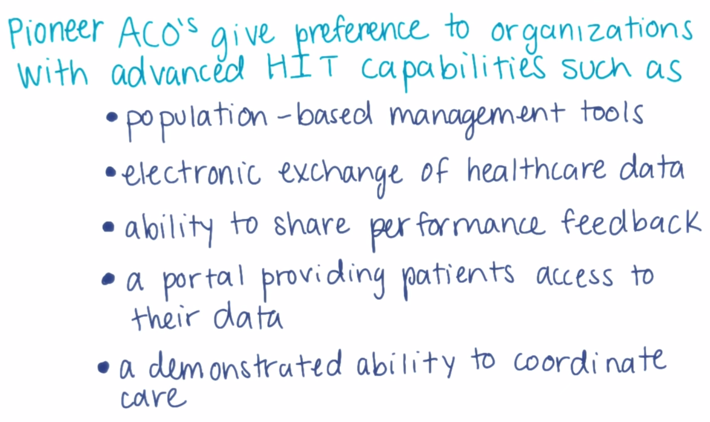 Pioneer ACO's give preference to organizations
with advanced HIT capabilities such as
• population-based management tools
• electronic exchange of healthcare data
• ability to share performance feedback
• a portal providing patients access to
their data
• a demonstrated ability to coordinate
care